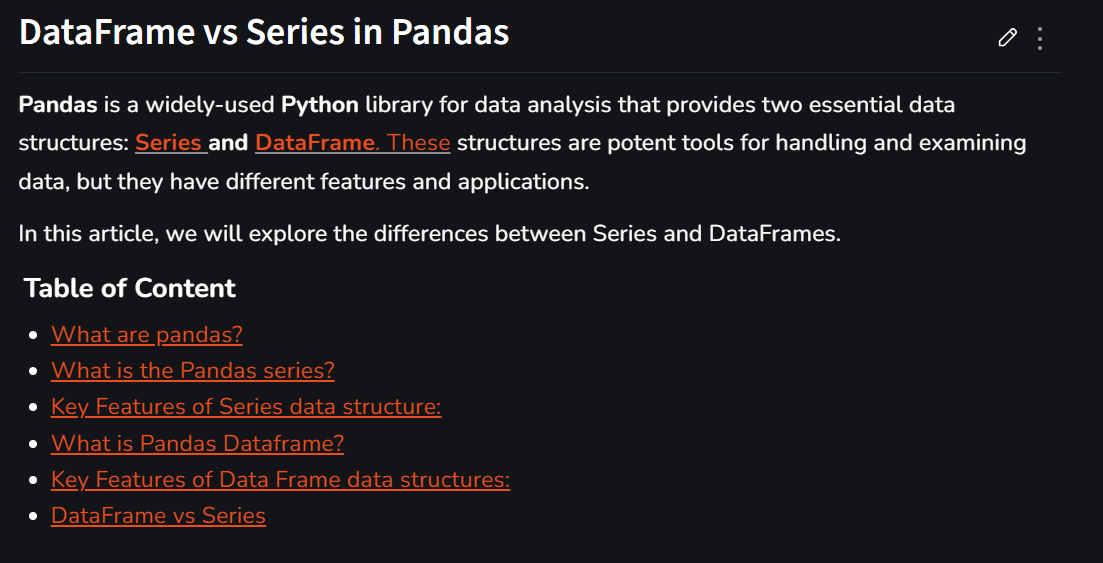 DataFrame vs Series in Pandas
Pandas is a widely-used Python library for data analysis that provides two essential data
structures: Series and DataFrame. These structures are potent tools for handling and examining
data, but they have different features and applications.
In this article, we will explore the differences between Series and DataFrames.
Table of Content
What are pandas?
What is the Pandas series?
Key Features of Series data structure:
What is Pandas Dataframe?
Key Features of Data Frame data structures:
DataFrame vs Series